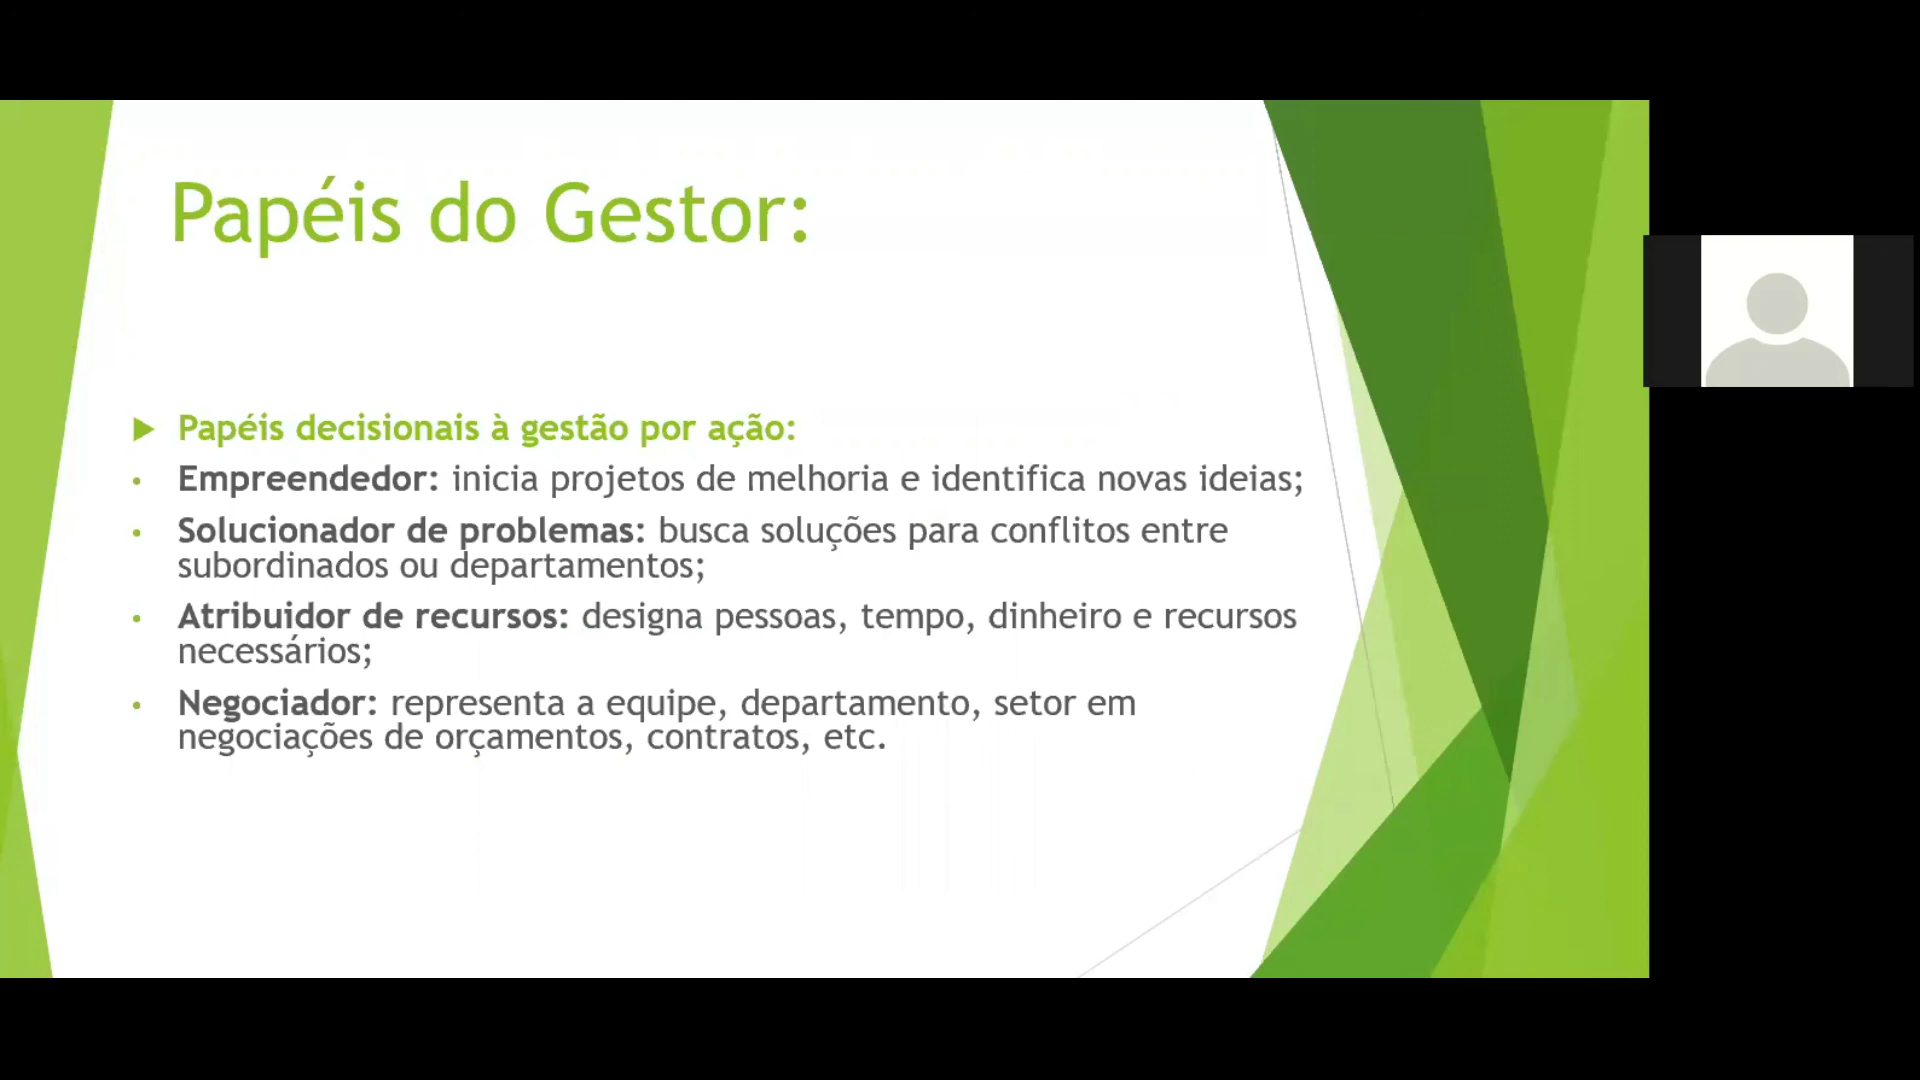 Papéis do Gestor:
Papéis decisionais à gestão por ação:
Empreendedor: inicia projetos de melhoria e identifica novas ideias;
Solucionador de problemas: busca soluções para conflitos entre
subordinados ou departamentos;
Atribuidor de recursos: designa pessoas, tempo, dinheiro e recursos
necessários;
Negociador: representa a equipe, departamento, setor em
negociações de orçamentos, contratos, etc.